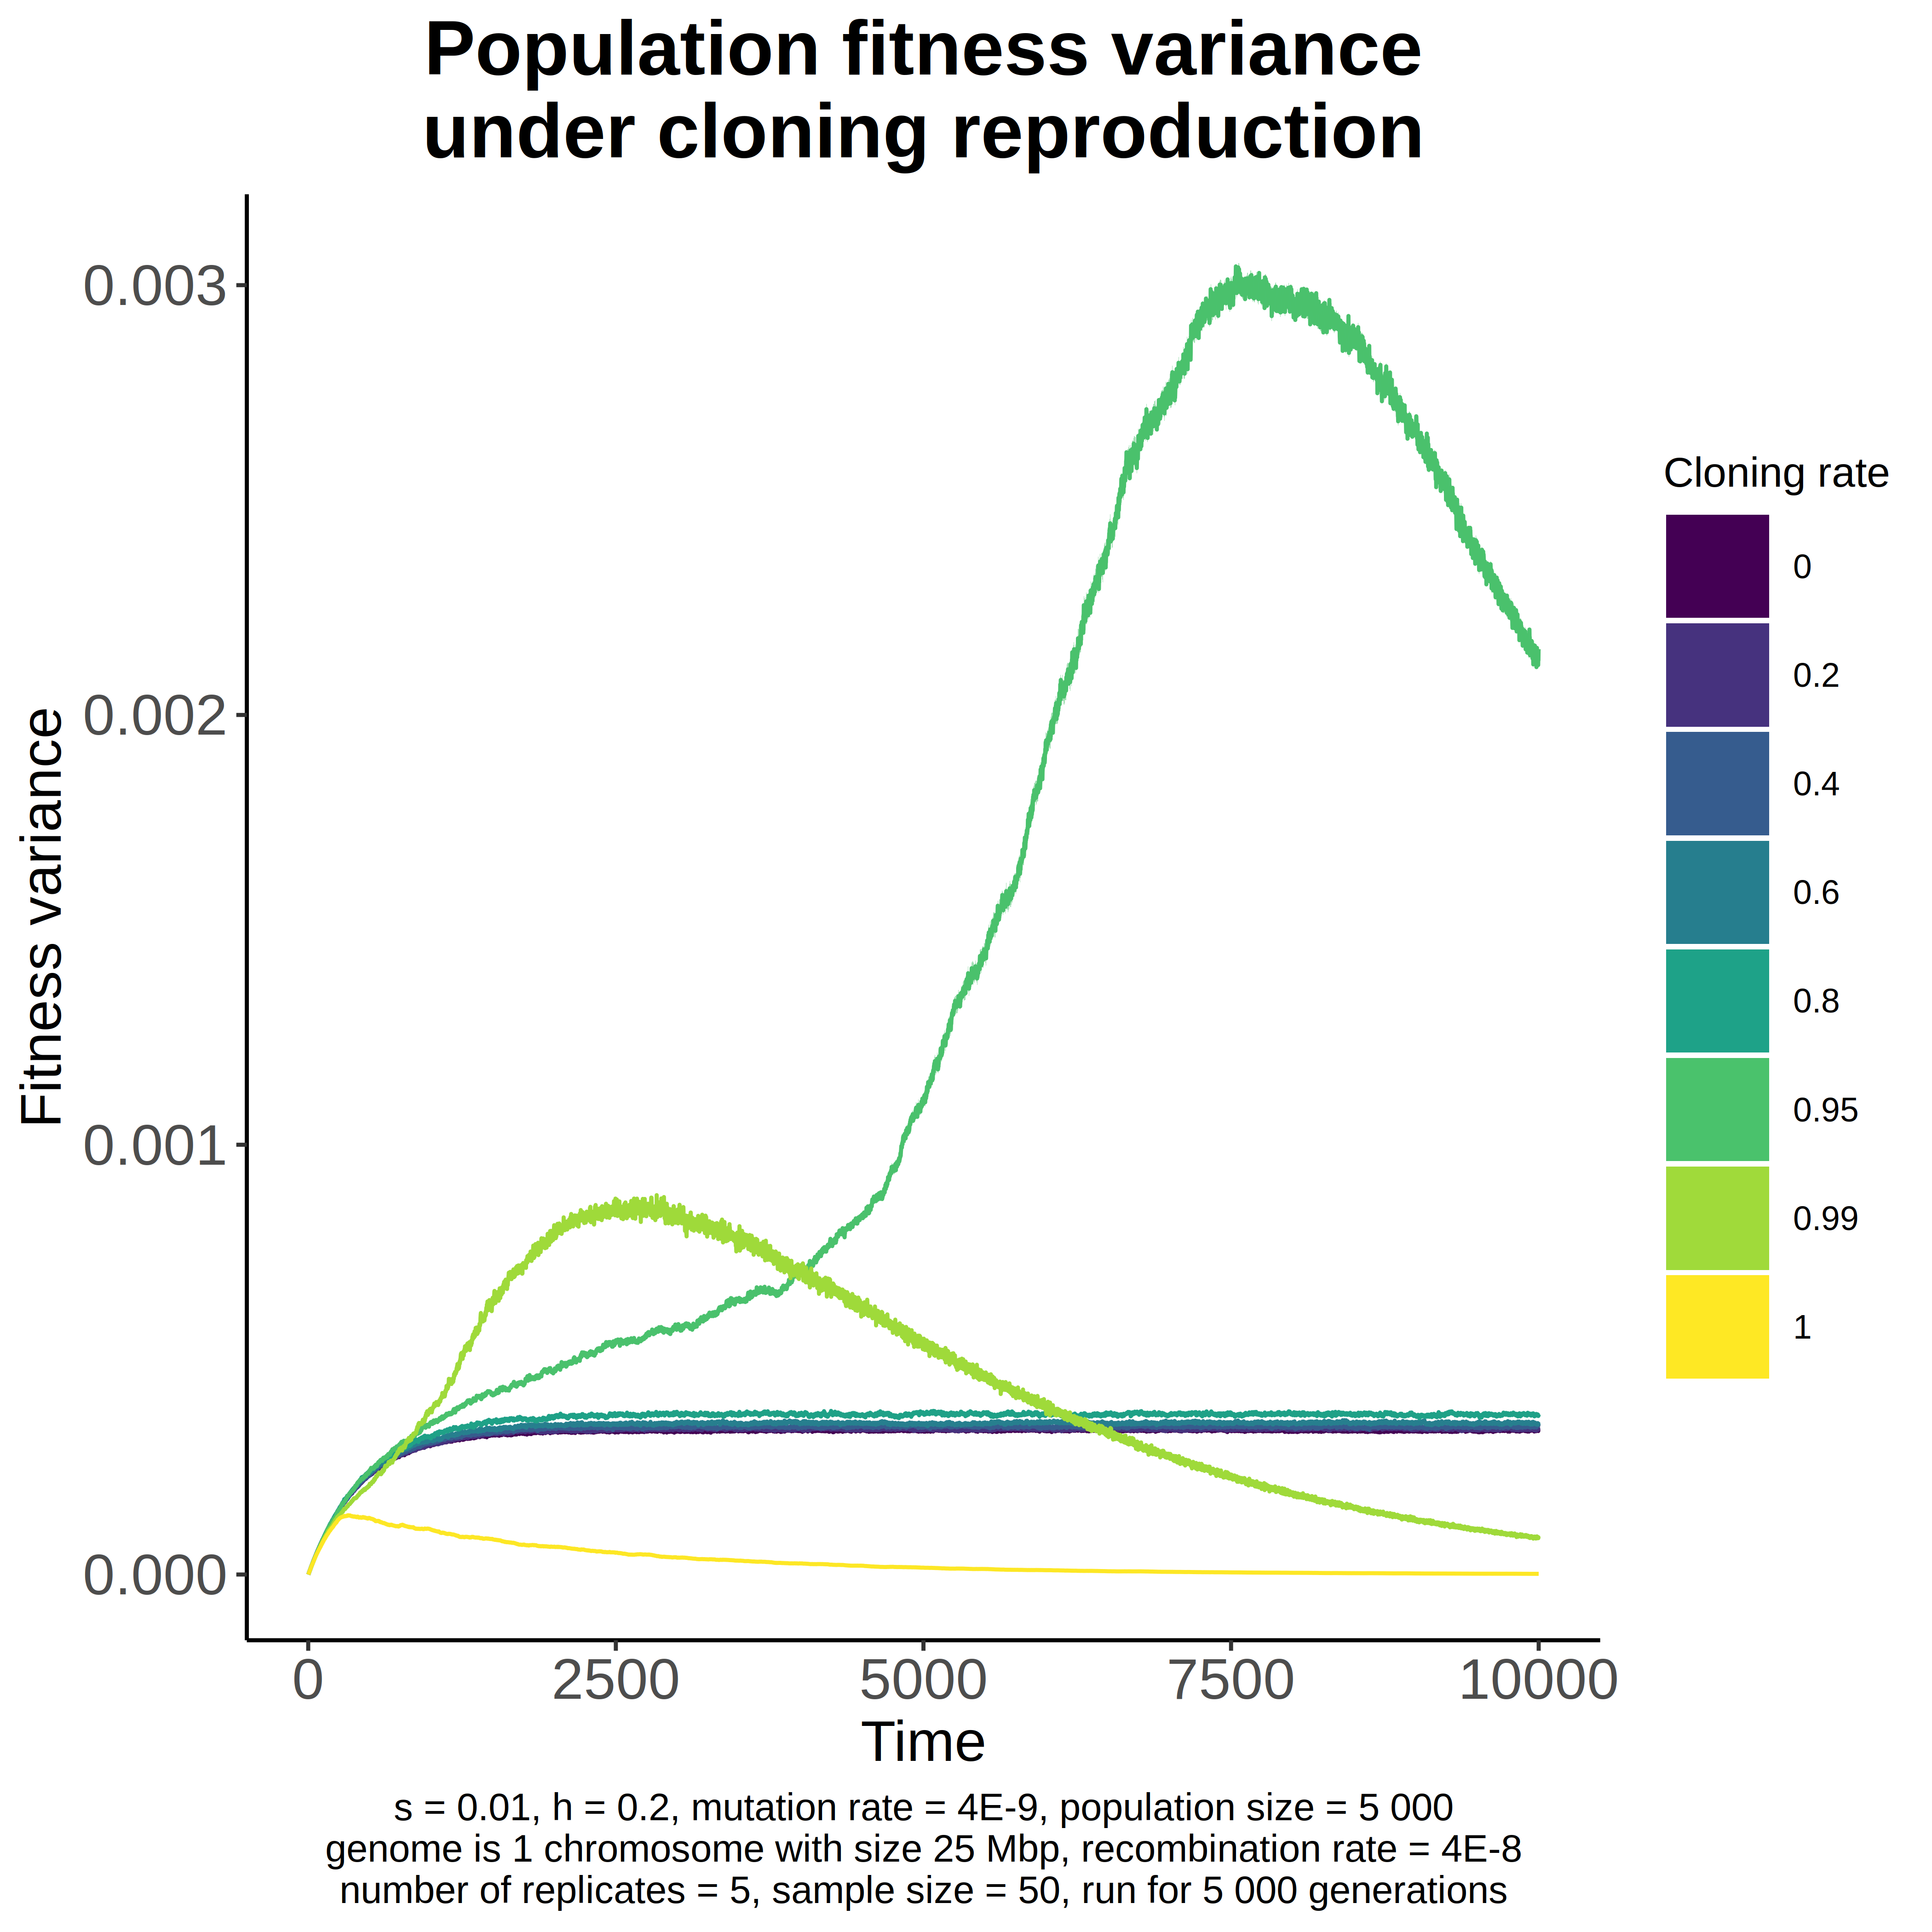 Population fitness variance
under cloning reproduction
Fitness variance
0.003
0.002
0.001
0.000
0
2500
5000
7500
10000
Time
Cloning rate
0
0.2
0.4
0.6
0.8
0.95
0.99
1
s = 0.01, h = 0.2, mutation rate = 4E-9, population size = 5 000
genome is 1 chromosome with size 25 Mbp, recombination rate = 4E-8
number of replicates = 5, sample size = 50, run for 5 000 generations